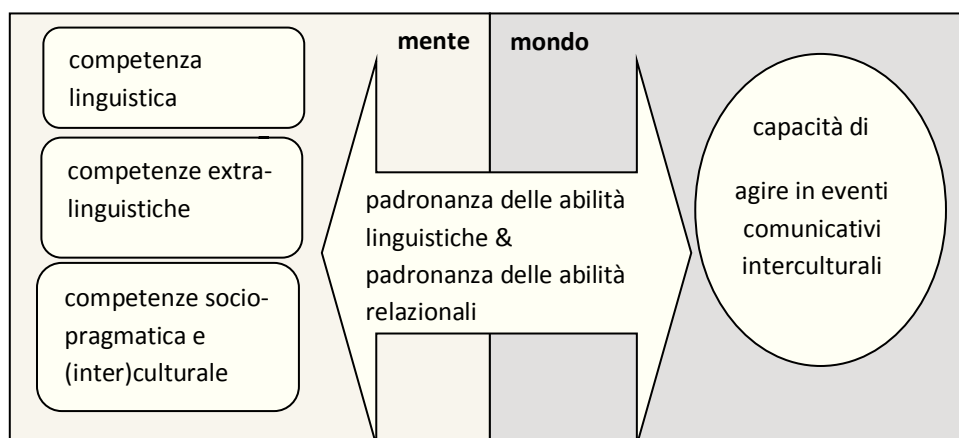 mente
mondo
competenza
linguistica
competenze extra-
linguistiche
competenze socio-
pragmatica e
(inter)culturale
padronanza delle abilità
linguistiche &
padronanza delle abilità
relazionali
capacità di
agire in eventi
comunicativi
interculturali